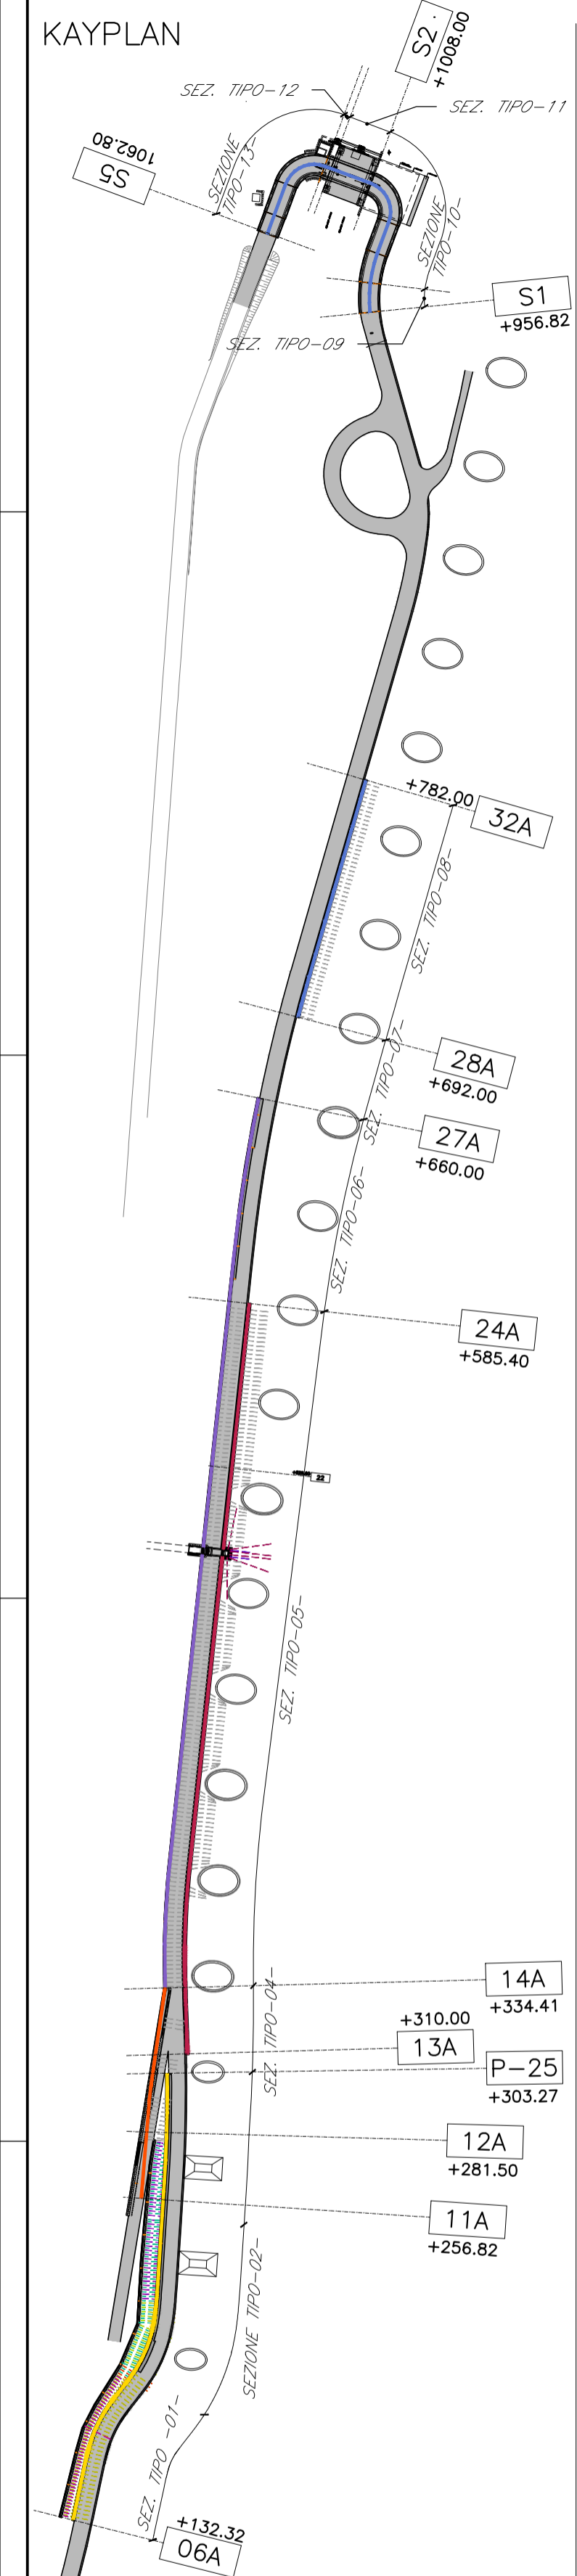 KAYPLAN
S2 .
+1008.00
SEZ. TIPO-12
SEZ. TIPO-11
1062.80
S5
SEZIONE
TIPO-13-
SEZIONE
TIPO-10-
S1
+956.82
SEZ. TIPO-09
+782.00
32A
SEZ. TIPO-08-
28A
+692.00
SEZ. TIPO-07-
27A
+660.00
SEZ. TIPO-06-
24A
+585.40
22
SEZ. TIPO-05-
14A
+334.41
SEZ. TIPO-04-
+310.00
13A
P-25
+303.27
12A
+281.50
11A
+256.82
SEZIONE TIPO-02-
SEZ. TIPO -01-
+132.32
06A